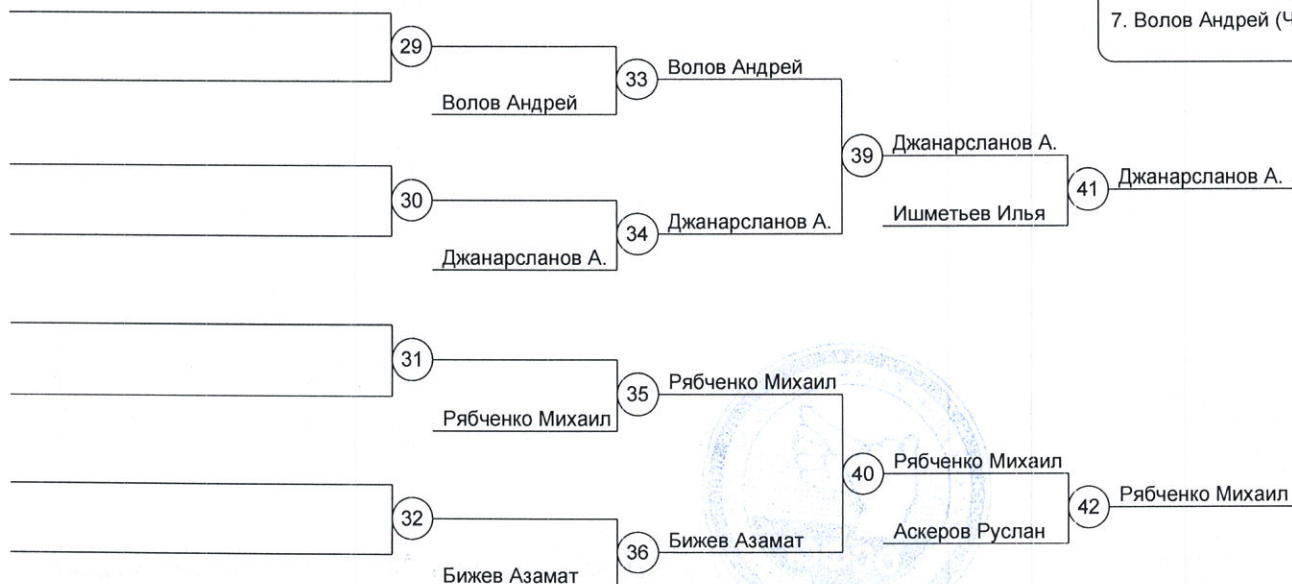 7. Волов Андрей (Ч
29
33
Волов Андрей
Волов Андрей
39
Джанарсланов А.
30
41
Джанарсланов А.
34
Джанарсланов А.
Ишметьев Илья
Джанарсланов А.
31
35
Рябченко Михаил
Рябченко Михаил
40
Рябченко Михаил
32
42
Рябченко Михаил
36
Бижев Азамат
Аскеров Руслан
Бижев Азамат